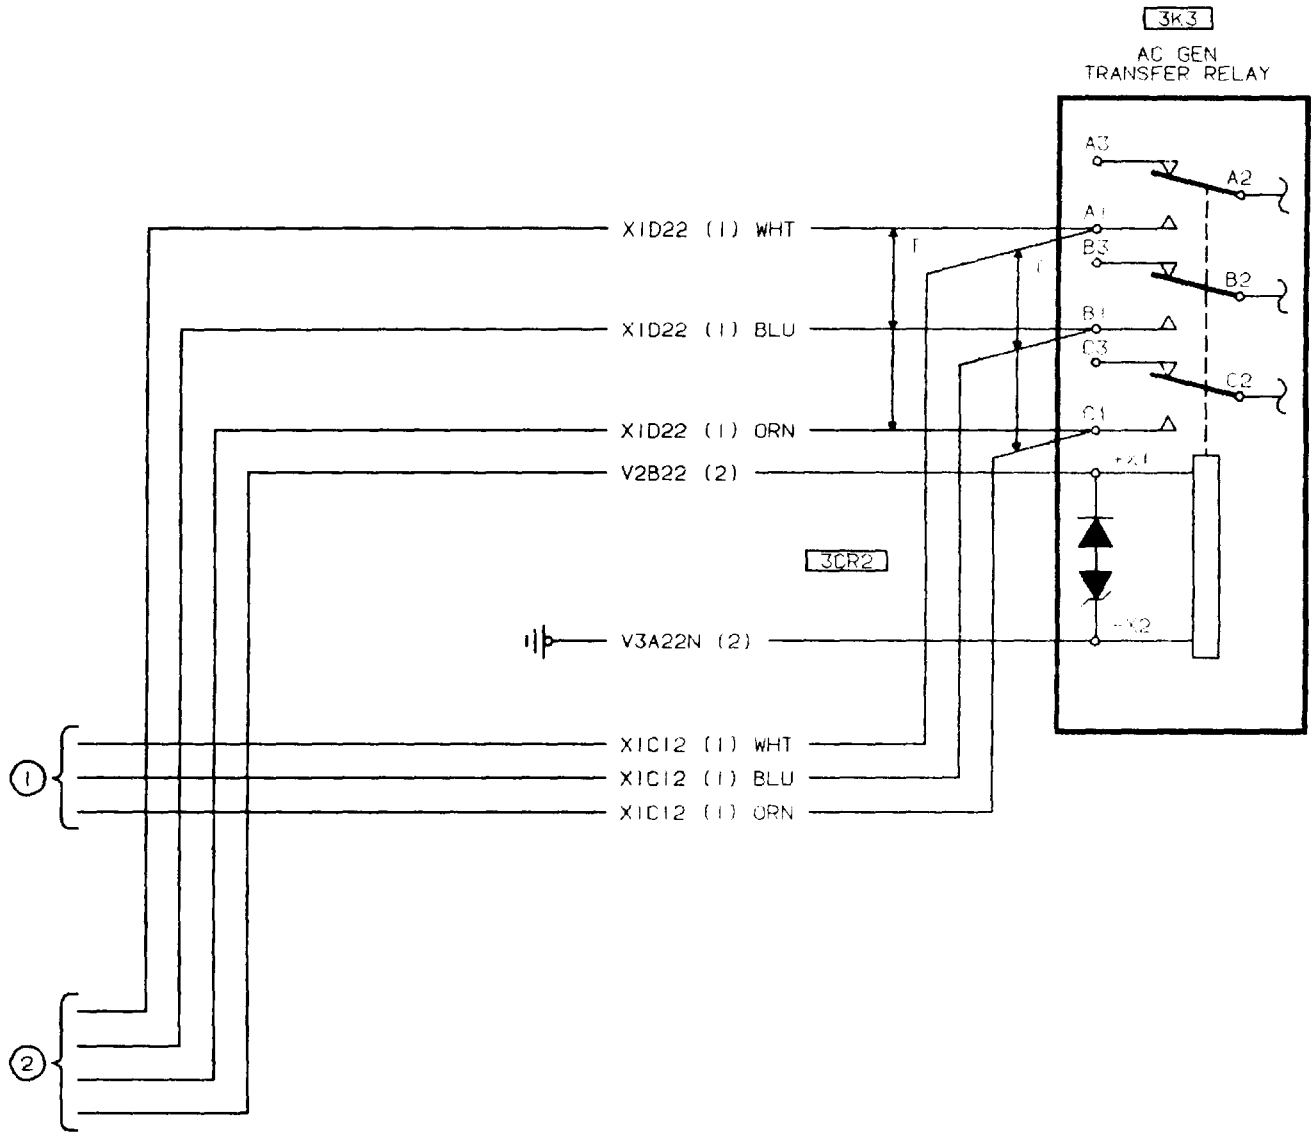 3K3
AC GEN
TRANSFER RELAY
A3
A2
X1D22 (1) WHT
T
A1
B3
T
B2
X1D22 (1) BLU
B1
C3
C2
X1D22 (1) ORN
C1
V2B22 (2)
+X1
3CR2
V3A22N (2)
-X2
X1C12 (1) WHT
1
X1C12 (1) BLU
X1C12 (1) ORN
2